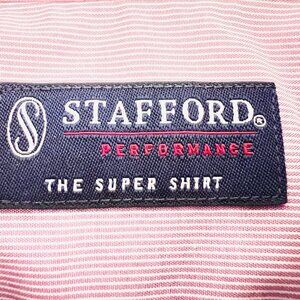 S STAFFORD®
PERFORMANCE
THE SUPER SHIRT